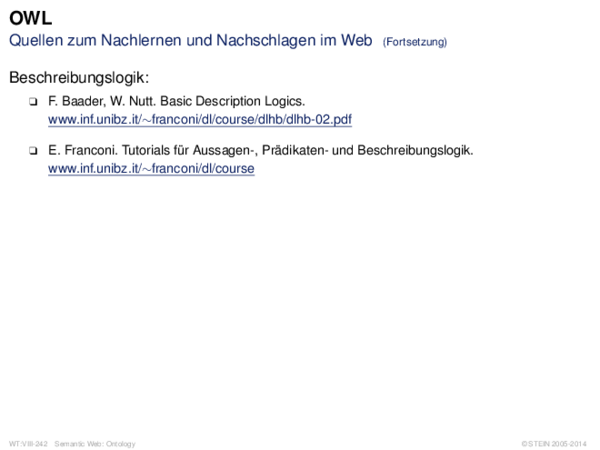 OWL
Quellen zum Nachlernen und Nachschlagen im Web (Fortsetzung)
Beschreibungslogik:
❑ F. Baader, W. Nutt. Basic Description Logics.
www.inf.unibz.it/∼franconi/dl/course/dlhb/dlhb-02.pdf
❑ E. Franconi. Tutorials für Aussagen-, Prädikaten- und Beschreibungslogik.
www.inf.unibz.it/∼franconi/dl/course
WT:VIII-242 Semantic Web: Ontology © STEIN 2005-2014